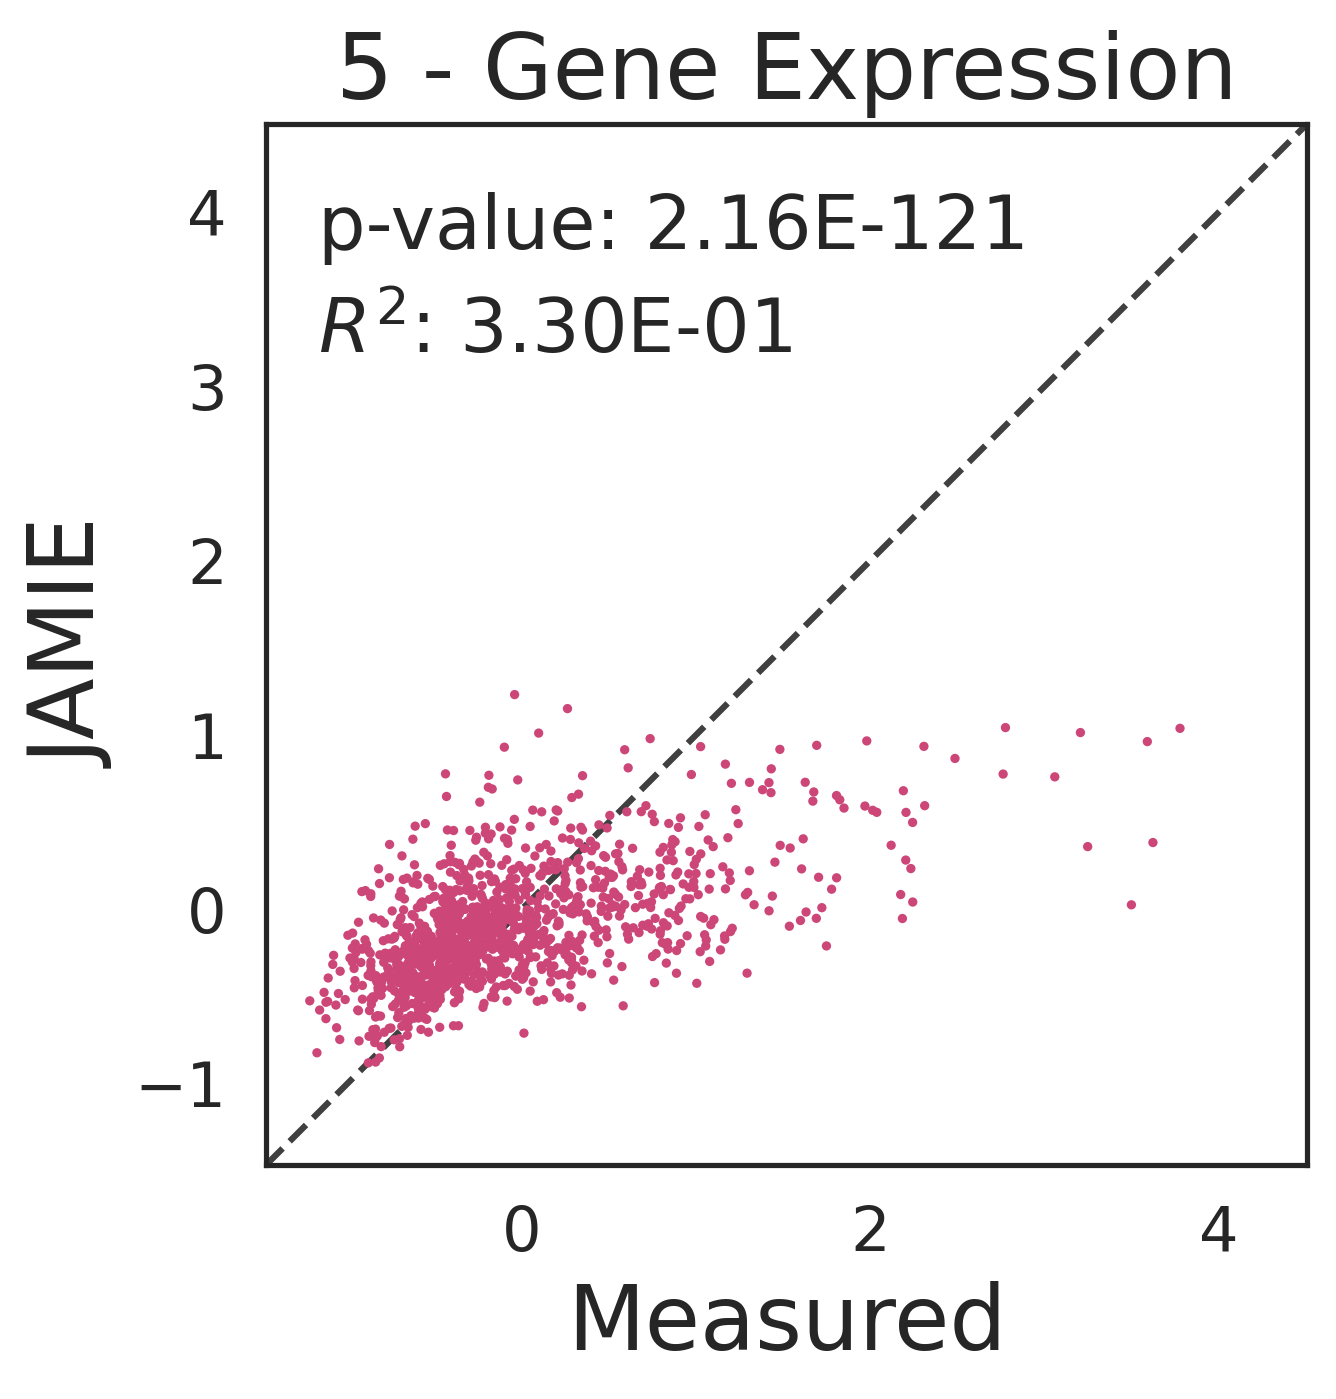 5 - Gene Expression
p-value: 2.16E-121
R²: 3.30E-01
JAMIE
4
3
2
1
0
−1
0 2 4
Measured